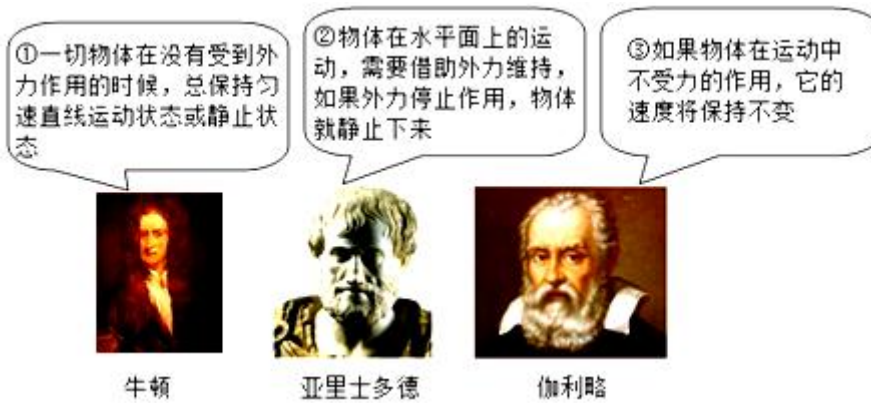 ①一切物体在没有受到外
力作用的时候，总保持匀
速直线运动状态或静止状
态
②物体在水平面上的运
动，需要借助外力维持，
如果外力停止作用，物体
就静止下来
③如果物体在运动中
不受力的作用，它的
速度将保持不变
牛顿
亚里士多德
伽利略